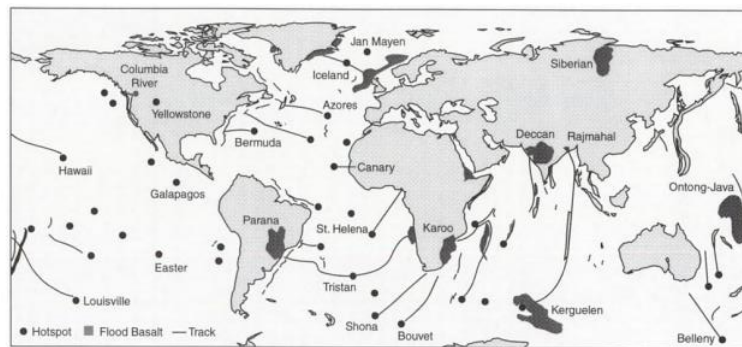 Jan Mayen
Iceland
Siberian
Columbia
River
Yellowstone
Azores
Bermuda
Deccan
Rajmahal
Hawaii
Canary
Galapagos
Ontong-Java
Parana
St. Helena
Karoo
Easter
Tristan
Louisville
Kerguelen
Shona
Bouvet
Belleny
Hotspot
Flood Basalt
Track